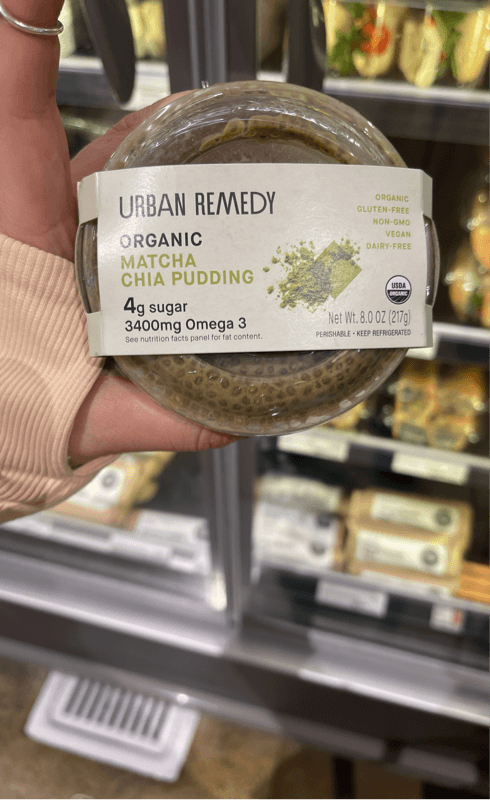 URBAN REMEDY
ORGANIC
MATCHA
CHIA PUDDING
4g sugar
3400mg Omega 3
See nutrition facts panel for fat content.
ORGANIC
GLUTEN-FREE
NON-GMO
VEGAN
DAIRY-FREE
USDA
ORGANIC
Net Wt. 8.0 OZ (217g)
PERISHABLE • KEEP REFRIGERATED